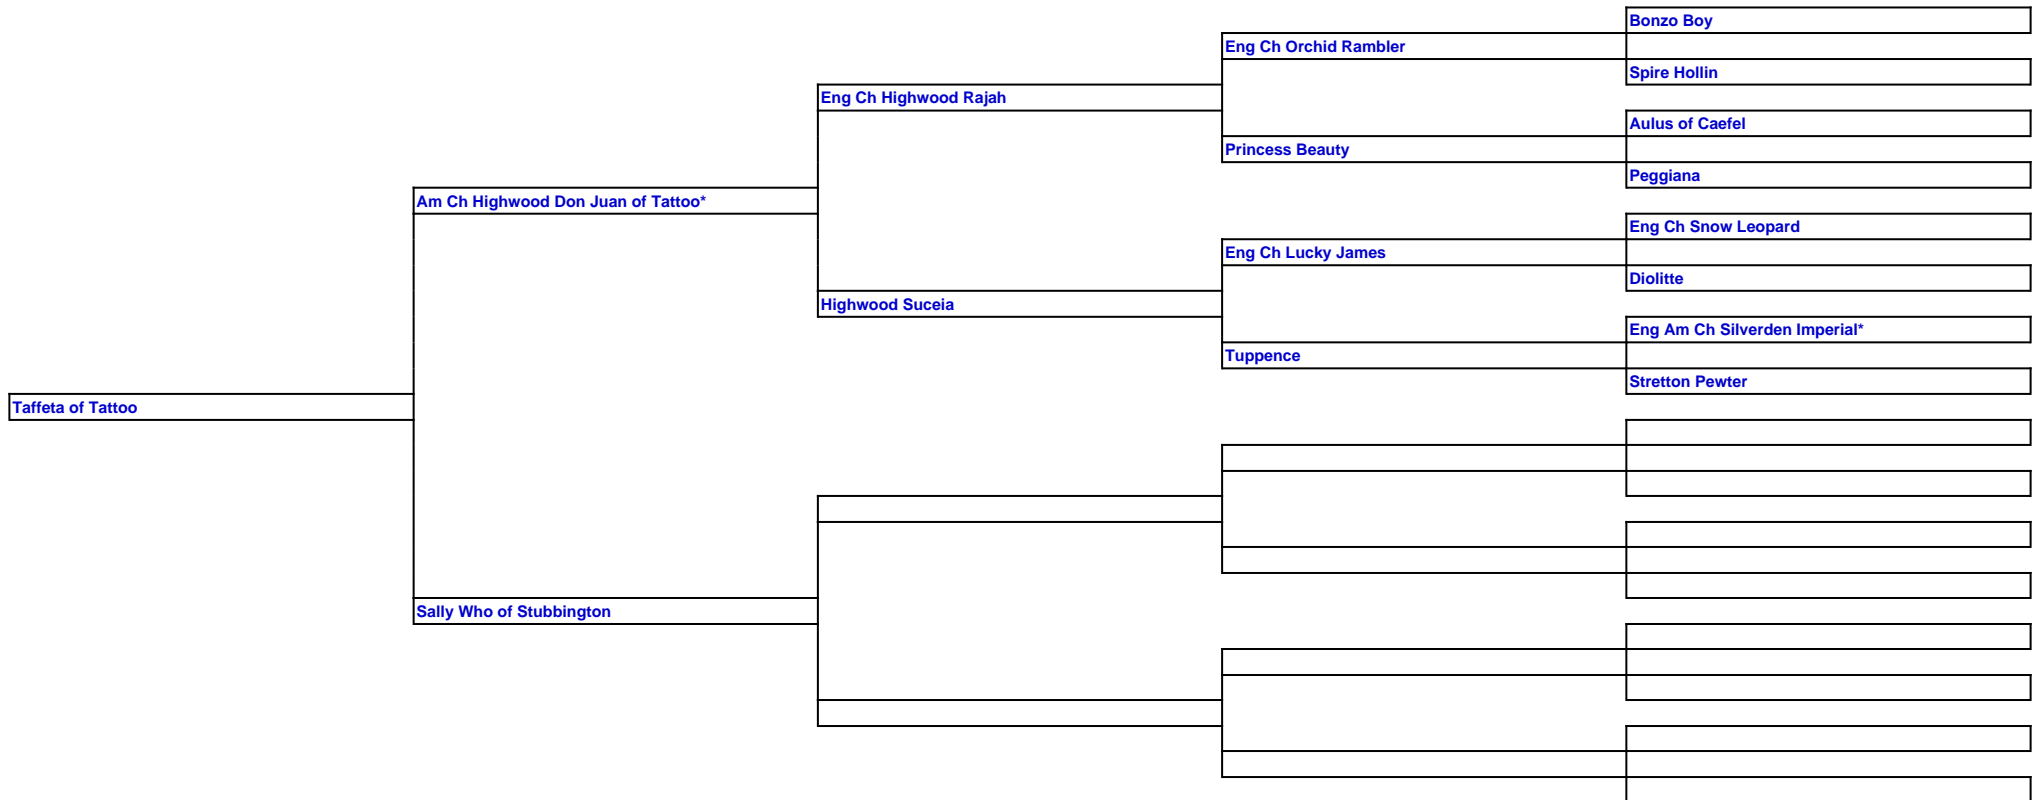 Bonzo Boy
Eng Ch Orchid Rambler
Spire Hollin
Eng Ch Highwood Rajah
Aulus of Caefel
Princess Beauty
Peggiana
Am Ch Highwood Don Juan of Tattoo*
Eng Ch Snow Leopard
Eng Ch Lucky James
Diolitte
Highwood Suceia
Eng Am Ch Silverden Imperial*
Tuppence
Stretton Pewter
Taffeta of Tattoo
Sally Who of Stubbington